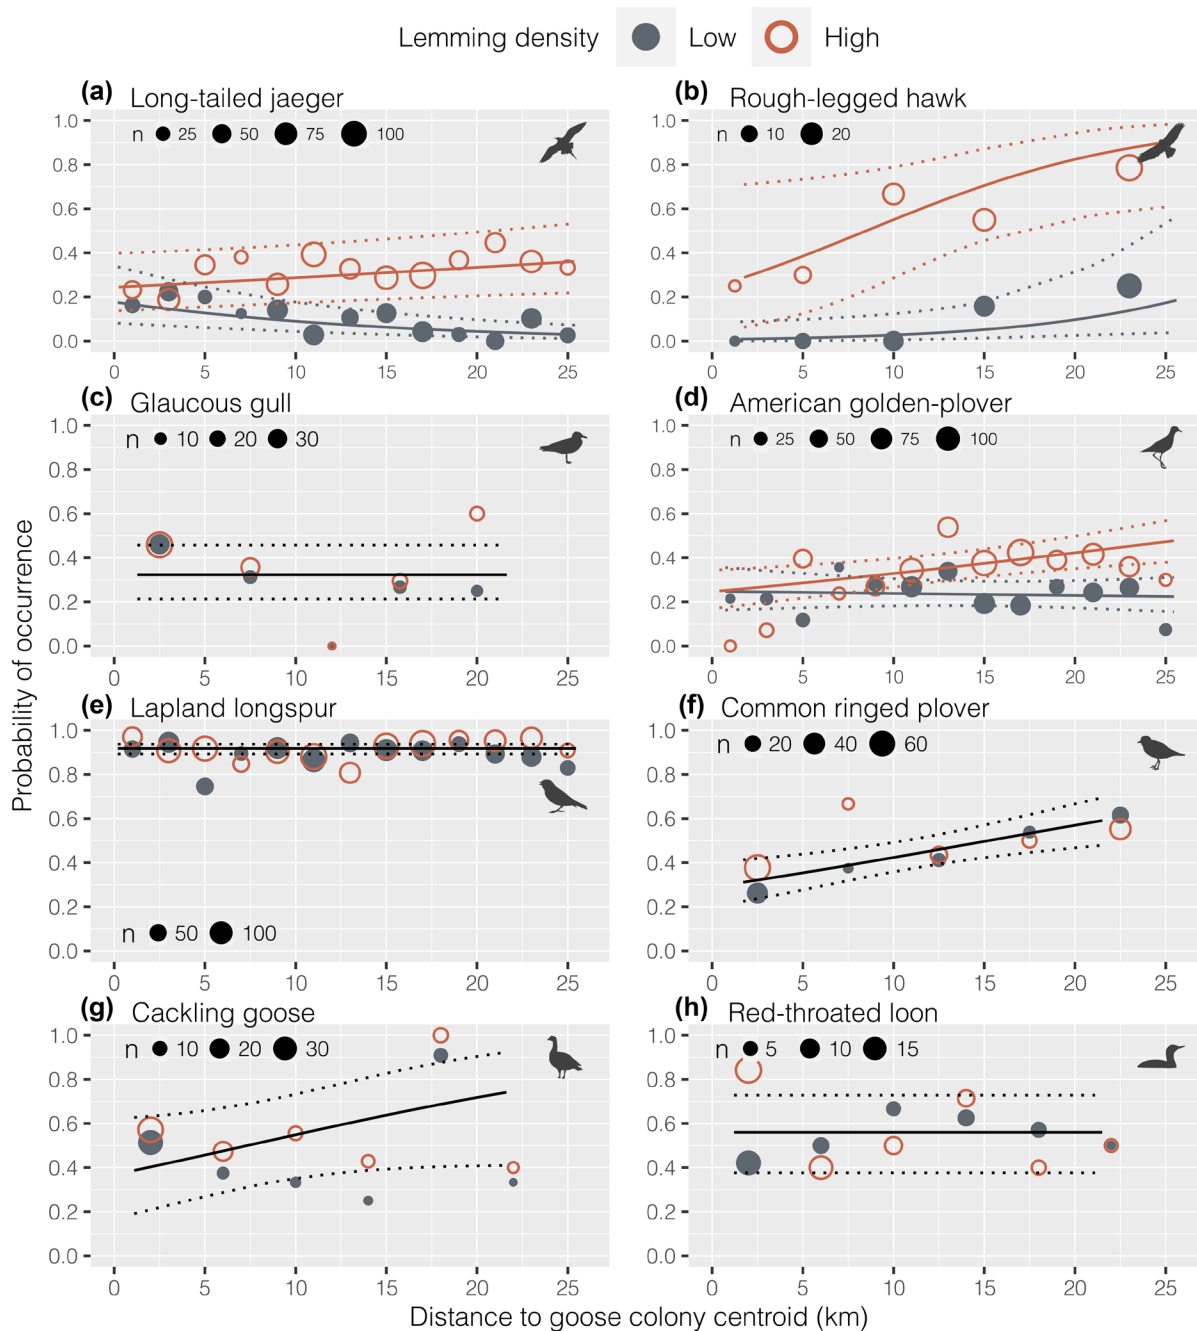 Lemming density Low High
(a) Long-tailed jaeger
n 25 50 75 100
1.0
0.8
0.6
0.4
0.2
0.0
0 5 10 15 20 25
(b) Rough-legged hawk
n 10 20
1.0
0.8
0.6
0.4
0.2
0.0
0 5 10 15 20 25
(c) Glaucous gull
n 10 20 30
1.0
0.8
0.6
0.4
0.2
0.0
0 5 10 15 20 25
(d) American golden-plover
n 25 50 75 100
1.0
0.8
0.6
0.4
0.2
0.0
0 5 10 15 20 25
Probability of occurrence
(e) Lapland longspur
1.0
0.8
0.6
0.4
0.2
0.0
n 50 100
0 5 10 15 20 25
(f) Common ringed plover
n 20 40 60
1.0
0.8
0.6
0.4
0.2
0.0
0 5 10 15 20 25
(g) Cackling goose
n 10 20 30
1.0
0.8
0.6
0.4
0.2
0.0
0 5 10 15 20 25
(h) Red-throated loon
n 5 10 15
1.0
0.8
0.6
0.4
0.2
0.0
0 5 10 15 20 25
Distance to goose colony centroid (km)